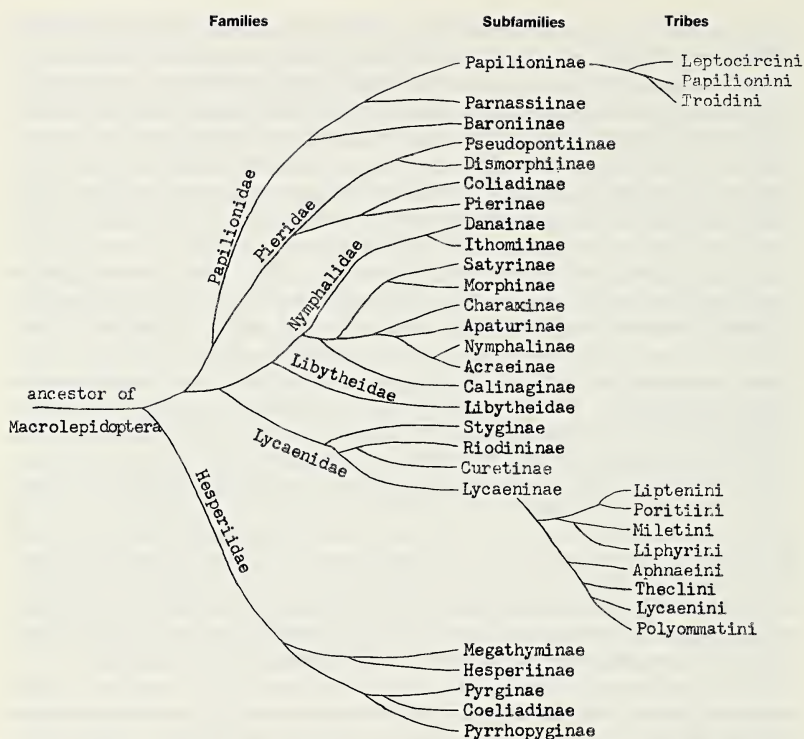 Families Subfamilies Tribes
Papilioninae
Leptocircini
Papilionini
Troidini
Parnassiinae
Baroniinae
Pseudopontiinae
Dismorphiinae
Coliadinae
Pierinae
Danainae
Ithomiinae
Satyrinae
Morphinae
Charaxinae
Apaturinae
Nymphalinae
Acraeinae
Calinaginae
Libytheidae
Styginae
Riodininae
Curetinae
Lycaeninae
Liptenini
Poritiini
Miletini
Liphyrini
Aphnaeini
Theclini
Lycaenini
Polyommatini
Megathyminae
Hesperiinae
Pyrginae
Coeliadinae
Pyrrhopyginae
Papilionidae
Pieridae
Nymphalidae
Libytheidae
Lycaenidae
Hesperiidae
ancestor of
Macrolepidoptera